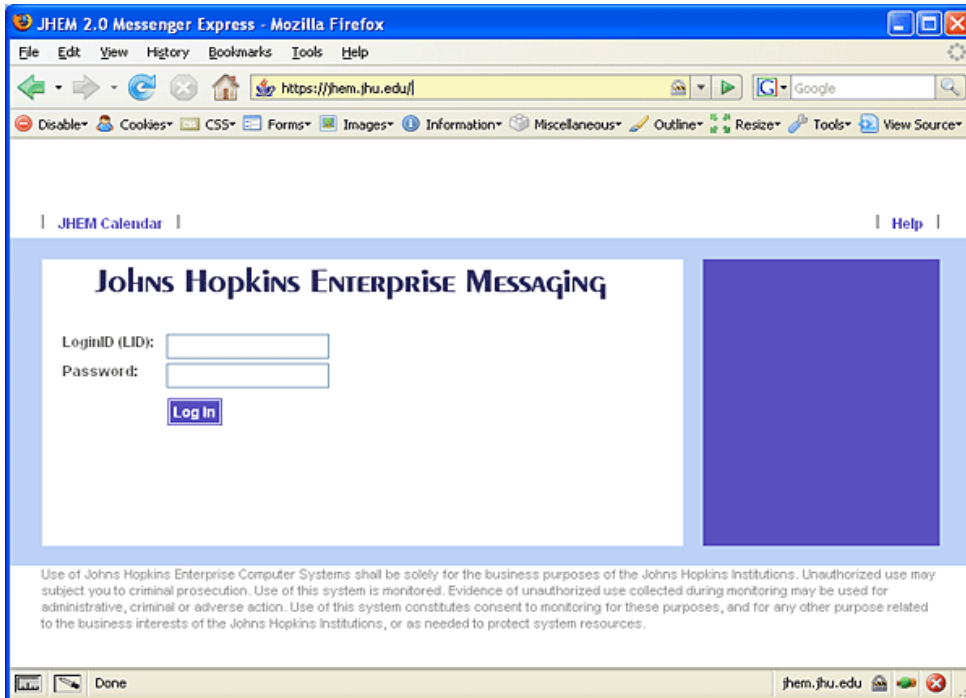 JHEM 2.0 Messenger Express - Mozilla Firefox
File Edit View History Bookmarks Tools Help
https://jhem.jhu.edu/ G Google
Disable Cookies CSS Forms Images Information Miscellaneous Outline Resize Tools View Source
| JHEM Calendar | | Help |
Johns Hopkins Enterprise Messaging
LoginID (LID):
Password:
Log In
Use of Johns Hopkins Enterprise Computer Systems shall be solely for the business purposes of the Johns Hopkins Institutions. Unauthorized use may
subject you to criminal prosecution. Use of this system is monitored. Evidence of unauthorized use collected during monitoring may be used for
administrative, criminal or adverse action. Use of this system constitutes consent to monitoring for these purposes, and for any other purpose related
to the business interests of the Johns Hopkins Institutions, or as needed to protect system resources.
Done jhem.jhu.edu